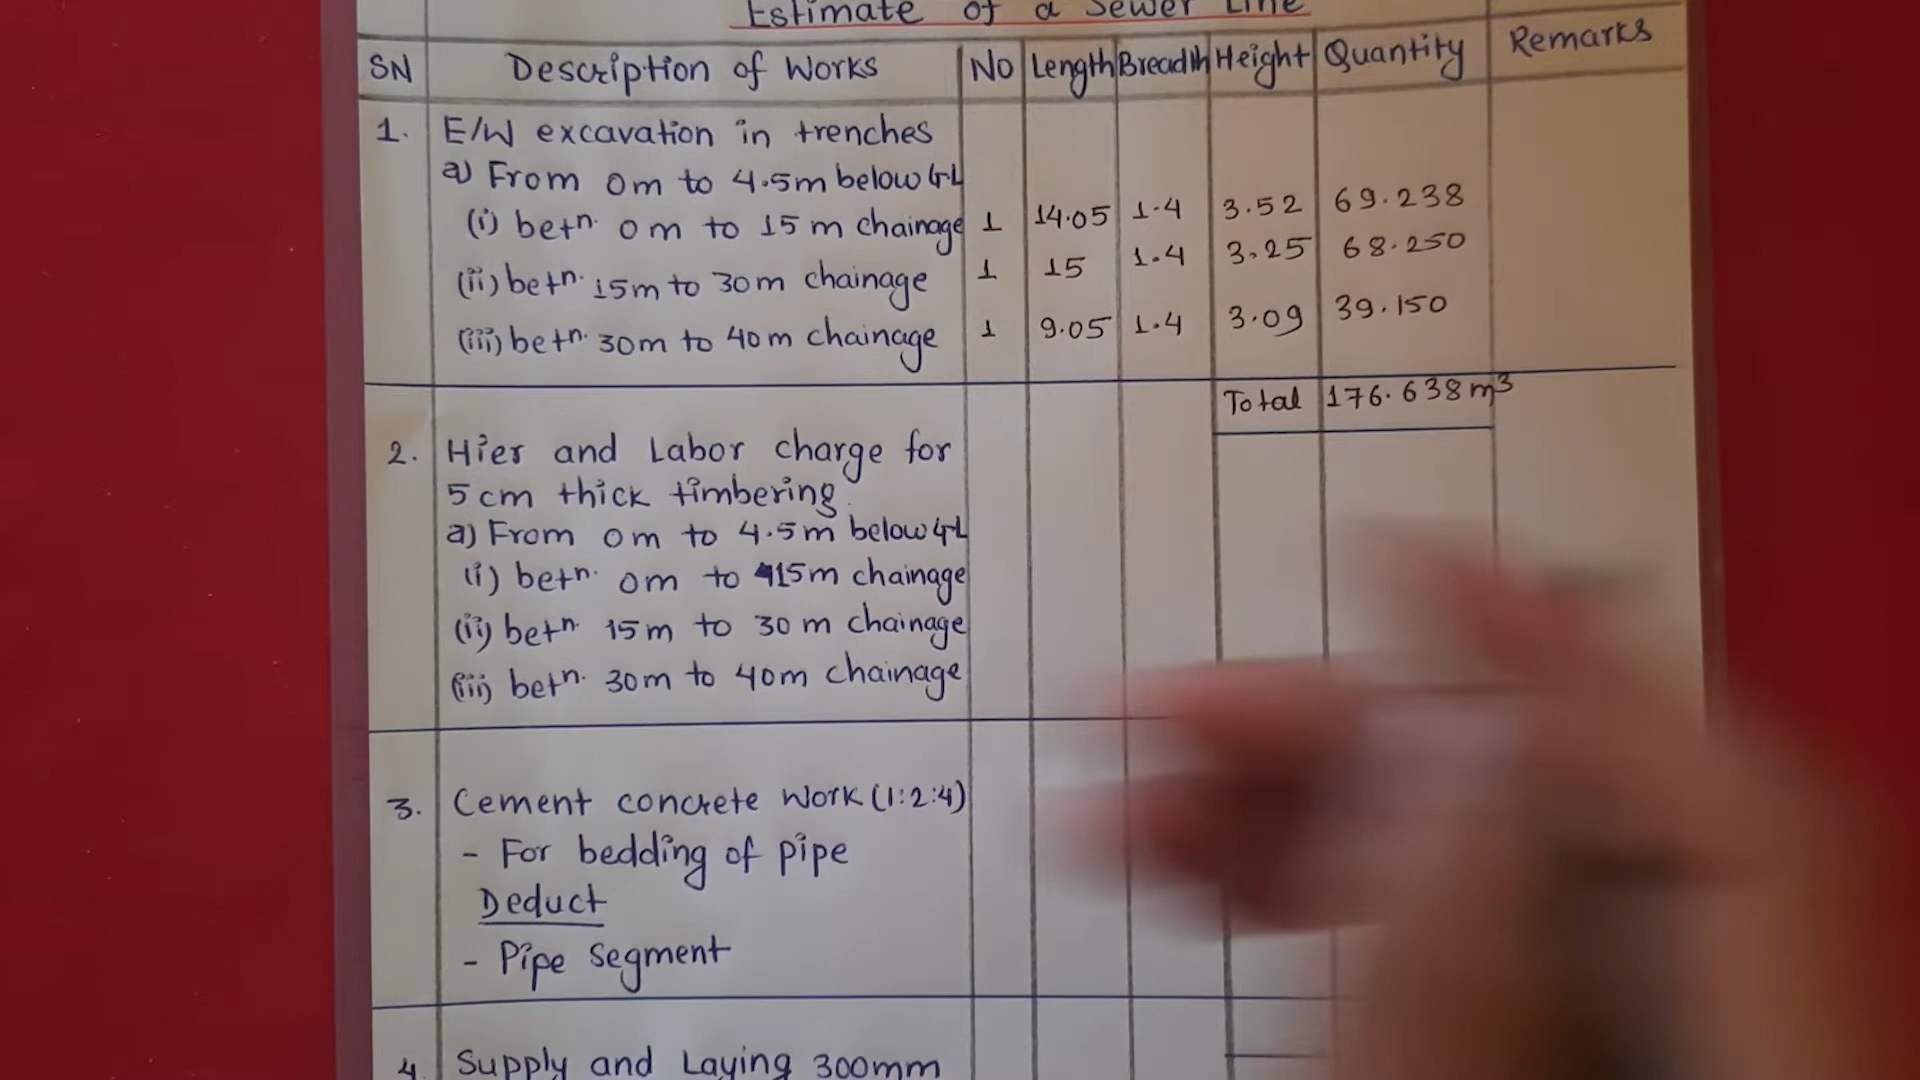 Estimate of a Sewer Line
SN Description of Works No Length Breadth Height Quantity Remarks
1. E/W excavation in trenches
a) From 0m to 4.5m below GL
(i) betn. 0m to 15m chainage 1 14.05 1.4 3.52 69.238
(ii) betn. 15m to 30m chainage 1 15 1.4 3.25 68.250
(iii) betn. 30m to 40m chainage 1 9.05 1.4 3.09 39.150
Total 176.638 m³
2. Hier and Labor charge for
5cm thick timbering.
a) From 0m to 4.5m below GL
(i) betn. 0m to 15m chainage
(ii) betn. 15m to 30m chainage
(iii) betn. 30m to 40m chainage
3. Cement concrete Work (1:2:4)
- For bedding of pipe
Deduct
- Pipe Segment
4. Supply and Laying 300mm